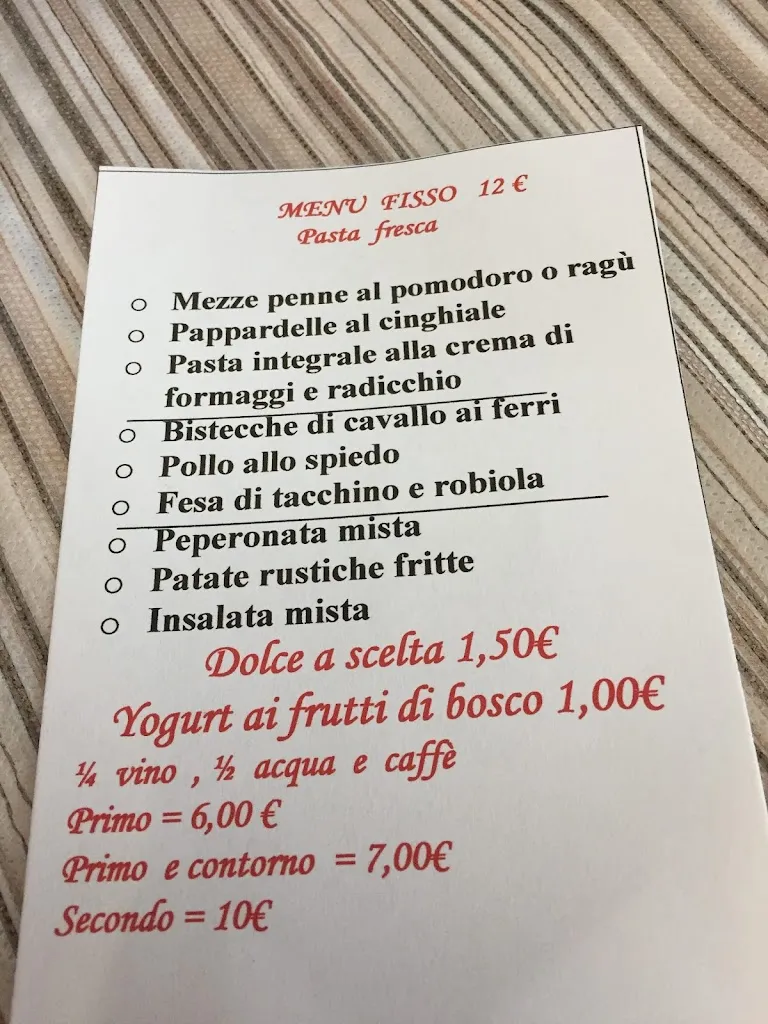 MENU FISSO 12 €
Pasta fresca
o Mezze penne al pomodoro o ragù
o Pappardelle al cinghiale
o Pasta integrale alla crema di
formaggi e radicchio
o Bistecche di cavallo ai ferri
o Pollo allo spiedo
o Fesa di tacchino e robiola
o Peperonata mista
o Patate rustiche fritte
o Insalata mista
Dolce a scelta 1,50€
Yogurt ai frutti di bosco 1,00€
¼ vino , ½ acqua e caffè
Primo = 6,00 €
Primo e contorno = 7,00€
Secondo = 10€